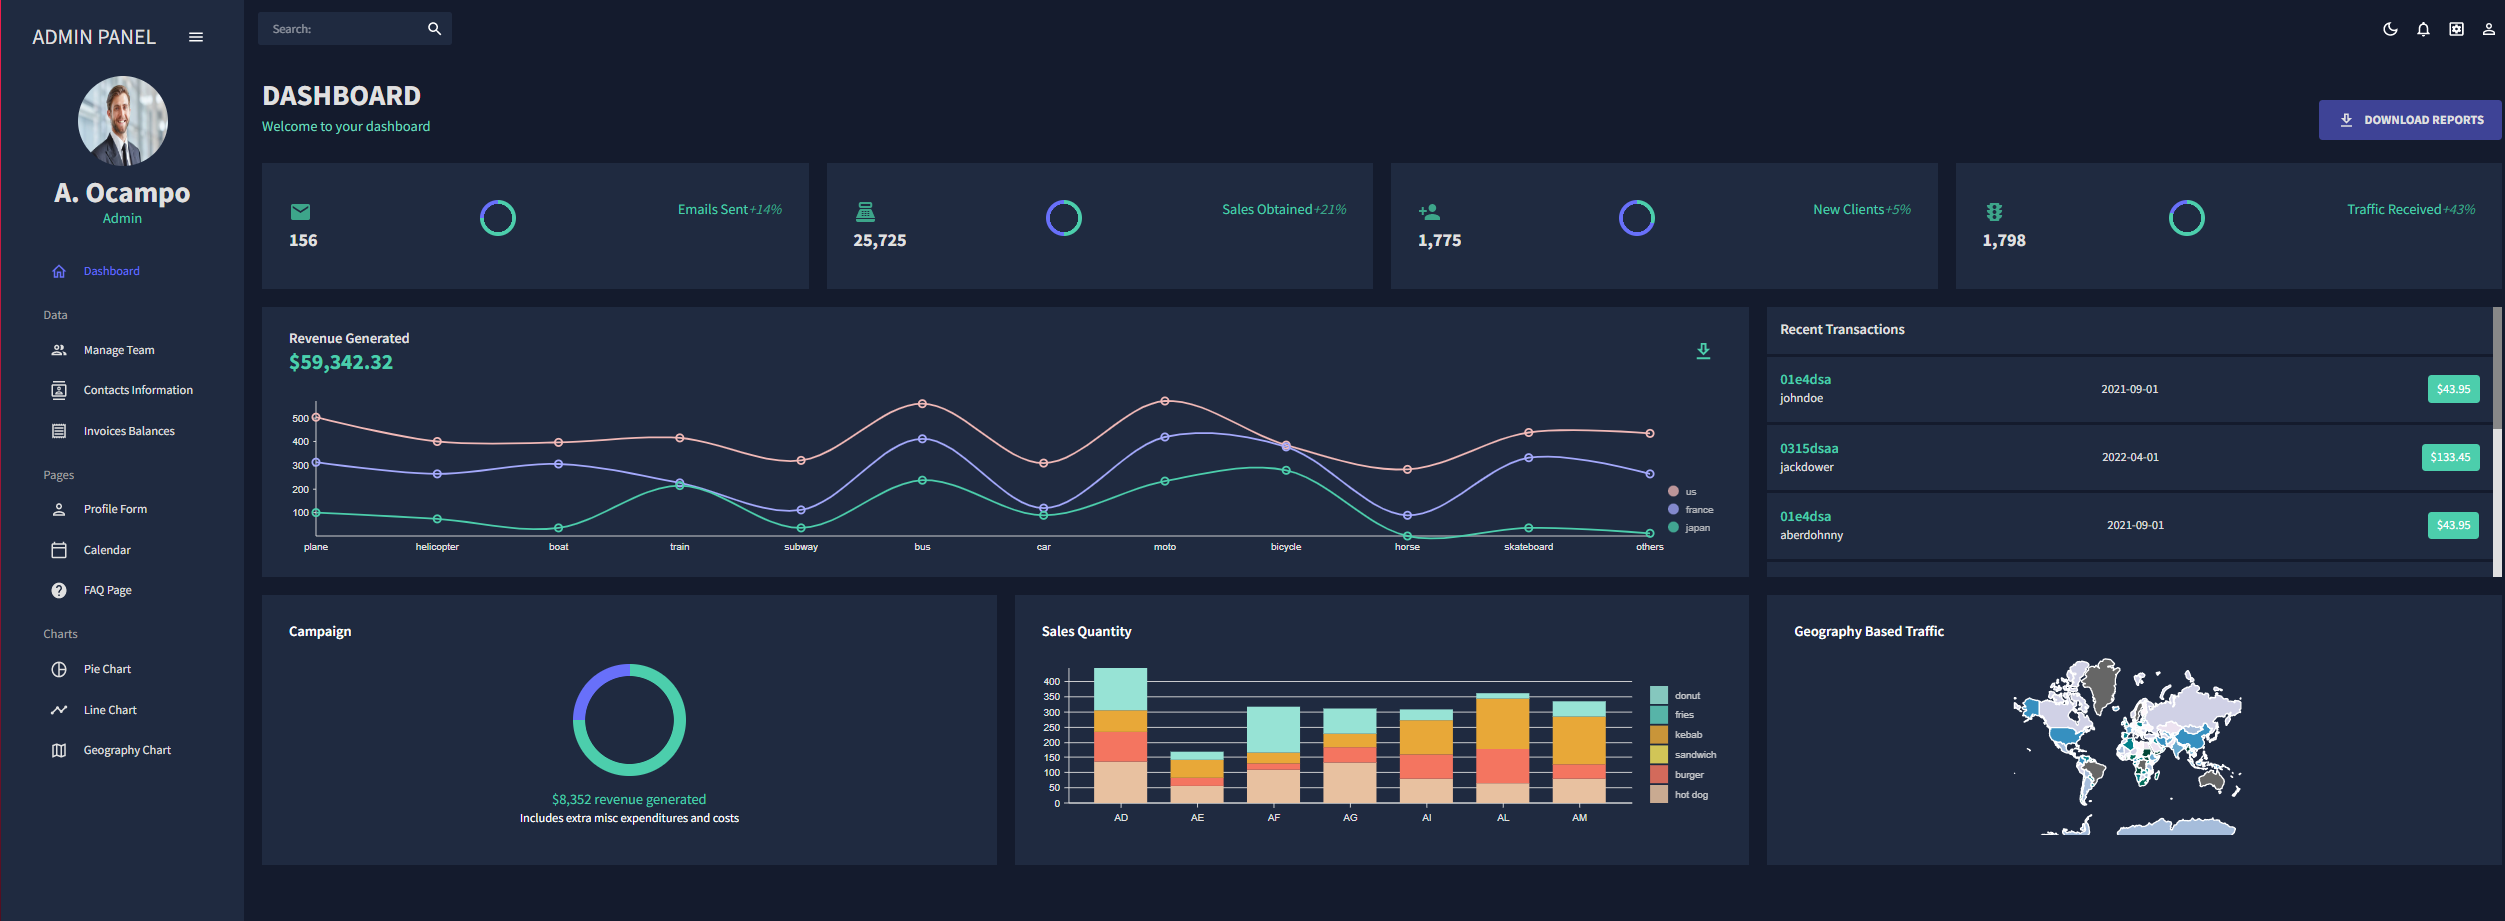 ADMIN PANEL
A. Ocampo
Admin
Dashboard
Data
Manage Team
Contacts Information
Invoices Balances
Pages
Profile Form
Calendar
FAQ Page
Charts
Pie Chart
Line Chart
Geography Chart
Search:
DASHBOARD
Welcome to your dashboard
DOWNLOAD REPORTS
156
Emails Sent +14%
25,725
Sales Obtained +21%
1,775
New Clients +5%
1,798
Traffic Received +43%
Revenue Generated
$59,342.32
500
400
300
200
100
plane helicopter boat train subway bus car moto bicycle horse skateboard others
us
france
japan
Recent Transactions
01e4dsa
johndoe
2021-09-01
$43.95
0315dsaa
jackdower
2022-04-01
$133.45
01e4dsa
aberdohnny
2021-09-01
$43.95
Campaign
$8,352 revenue generated
Includes extra misc expenditures and costs
Sales Quantity
400
350
300
250
200
150
100
50
0
AD AE AF AG AI AL AM
donut
fries
kebab
sandwich
burger
hot dog
Geography Based Traffic